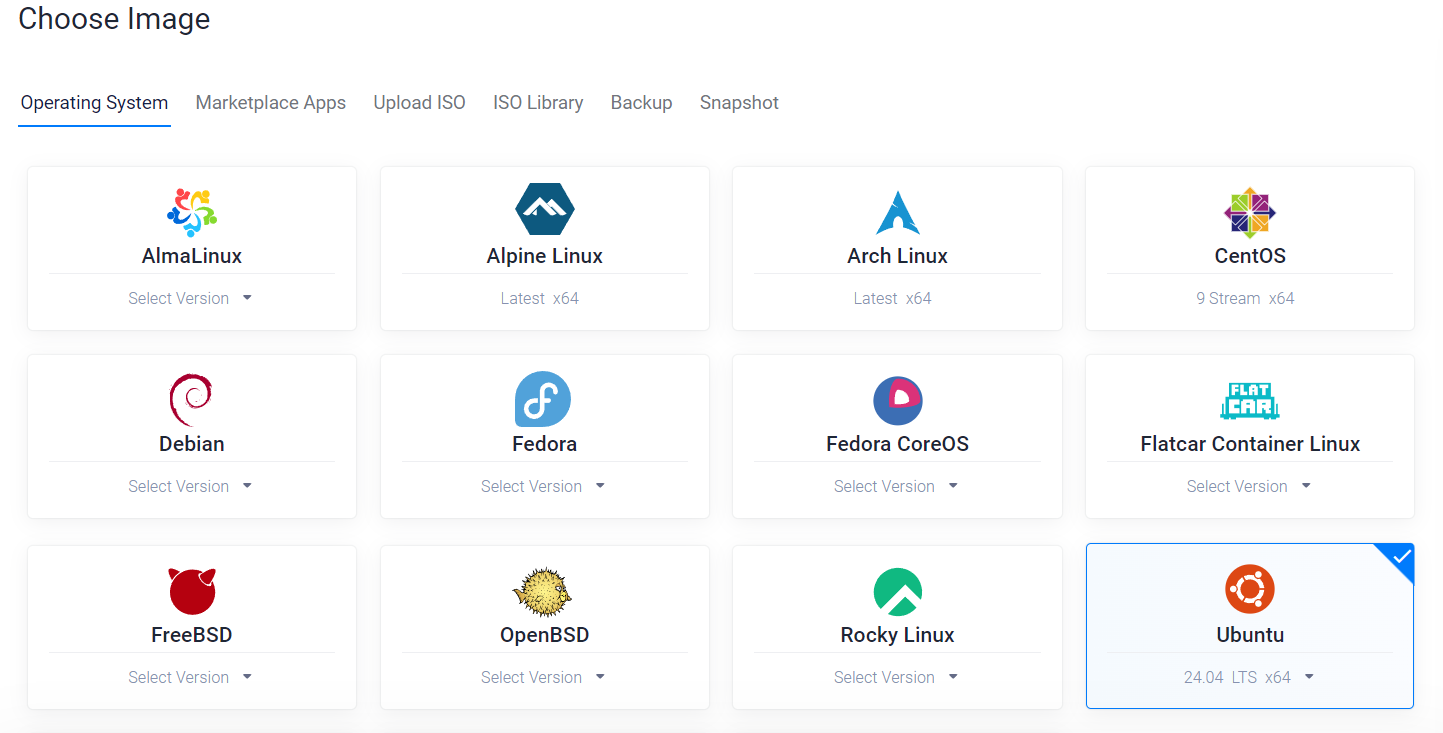 Choose Image
Operating System Marketplace Apps Upload ISO ISO Library Backup Snapshot
AlmaLinux Alpine Linux Arch Linux CentOS
Select Version Latest x64 Latest x64 9 Stream x64
FLAT
CAR
Debian Fedora Fedora CoreOS Flatcar Container Linux
Select Version Select Version Select Version Select Version
FreeBSD OpenBSD Rocky Linux Ubuntu
Select Version Select Version Select Version 24.04 LTS x64